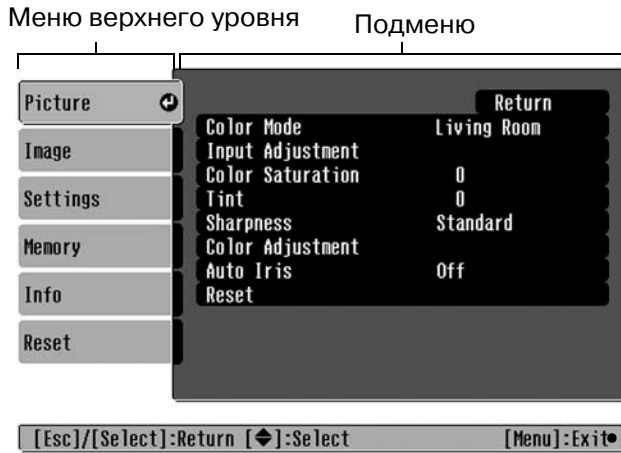 Меню верхнего уровня
Подменю
Picture
Image
Settings
Memory
Info
Reset
Return
Color Mode Living Room
Input Adjustment
Color Saturation 0
Tint 0
Sharpness Standard
Color Adjustment
Auto Iris Off
Reset
[Esc]/[Select]:Return [◆]:Select [Menu]:Exit